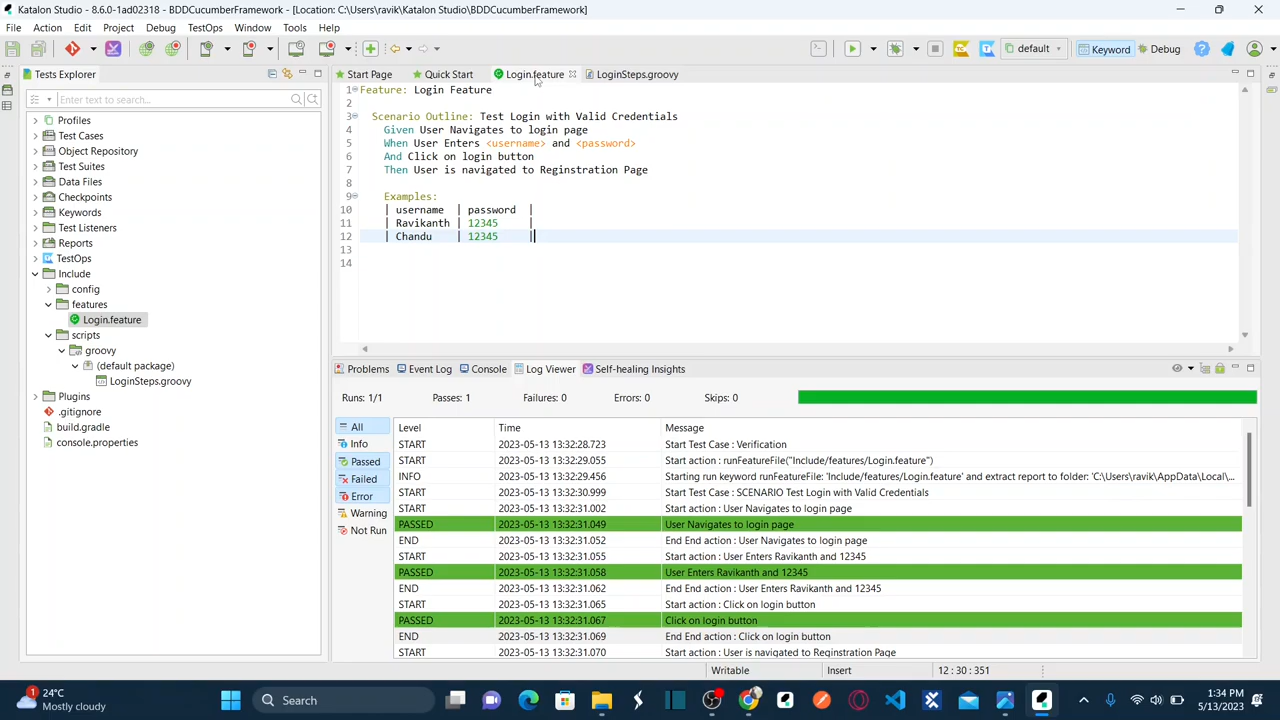 Katalon Studio - 8.6.0-1ad02318 - BDDCucumberFramework - [Location: C:\Users\ravik\Katalon Studio\BDDCucumberFramework]
File Action Edit Project Debug TestOps Window Tools Help
default Keyword Debug
Tests Explorer
Enter text to search...
Profiles
Test Cases
Object Repository
Test Suites
Data Files
Checkpoints
Keywords
Test Listeners
Reports
TestOps
Include
config
features
Login.feature
scripts
groovy
(default package)
LoginSteps.groovy
Plugins
.gitignore
build.gradle
console.properties
Start Page Quick Start Login.feature LoginSteps.groovy
1 Feature: Login Feature
2
3 Scenario Outline: Test Login with Valid Credentials
4 Given User Navigates to login page
5 When User Enters <username> and <password>
6 And Click on login button
7 Then User is navigated to Reginstration Page
8
9 Examples:
10 | username | password |
11 | Ravikanth | 12345 |
12 | Chandu | 12345 |
13
14
Problems Event Log Console Log Viewer Self-healing Insights
Runs: 1/1 Passes: 1 Failures: 0 Errors: 0 Skips: 0
All
Info
Passed
Failed
Error
Warning
Not Run
Level Time Message
START 2023-05-13 13:32:28.723 Start Test Case : Verification
START 2023-05-13 13:32:29.055 Start action : runFeatureFile("Include/features/Login.feature")
INFO 2023-05-13 13:32:29.456 Starting run keyword runFeatureFile: 'Include/features/Login.feature' and extract report to folder: 'C:\Users\ravik\AppData\Local\...
START 2023-05-13 13:32:30.999 Start Test Case : SCENARIO Test Login with Valid Credentials
START 2023-05-13 13:32:31.002 Start action : User Navigates to login page
PASSED 2023-05-13 13:32:31.049 User Navigates to login page
END 2023-05-13 13:32:31.052 End End action : User Navigates to login page
START 2023-05-13 13:32:31.055 Start action : User Enters Ravikanth and 12345
PASSED 2023-05-13 13:32:31.058 User Enters Ravikanth and 12345
END 2023-05-13 13:32:31.062 End End action : User Enters Ravikanth and 12345
START 2023-05-13 13:32:31.065 Start action : Click on login button
PASSED 2023-05-13 13:32:31.067 Click on login button
END 2023-05-13 13:32:31.069 End End action : Click on login button
START 2023-05-13 13:32:31.070 Start action : User is navigated to Reginstration Page
Writable Insert 12 : 30 : 351
1
24°C
Mostly cloudy
Search
1:34 PM
5/13/2023